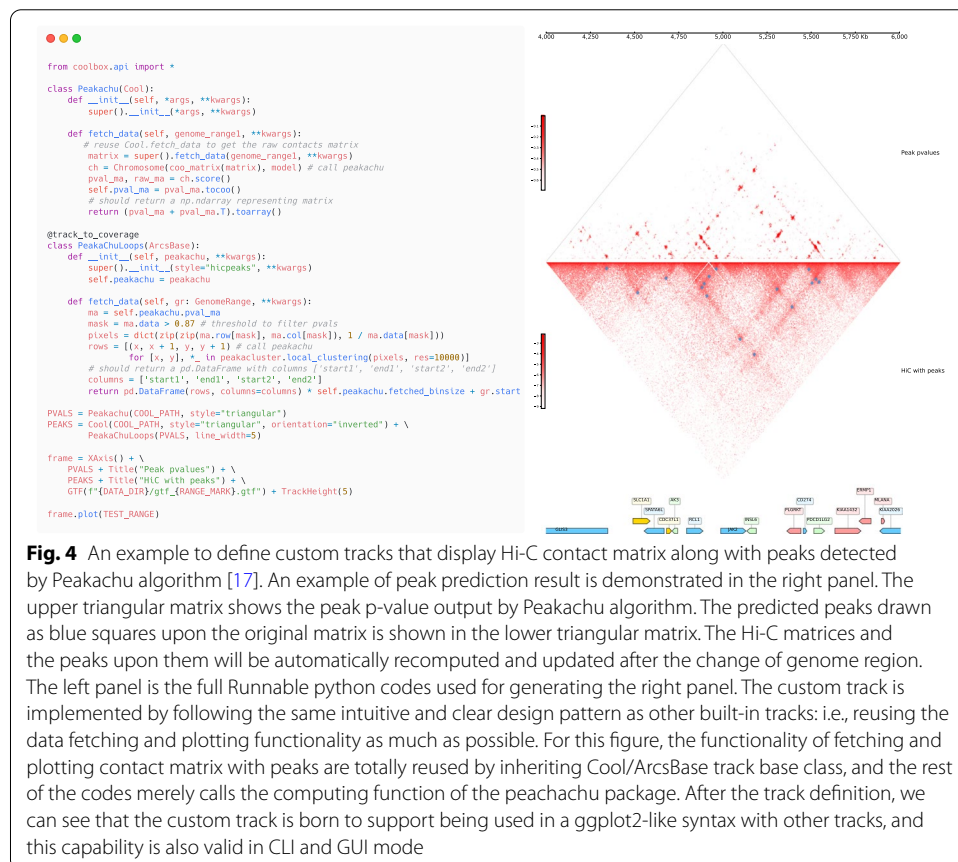 from coolbox.api import *
class Peakachu(Cool):
def __init__(self, *args, **kwargs):
super().__init__(*args, **kwargs)
def fetch_data(self, genome_range1, **kwargs):
# reuse Cool.fetch_data to get the raw contacts matrix
matrix = super().fetch_data(genome_range1, **kwargs)
ch = Chromosome(coo_matrix(matrix), model) # call peakachu
pval_ma, raw_ma = ch.score()
self.pval_ma = pval_ma.tocoo()
# should return a np.ndarray representing matrix
return (pval_ma + pval_ma.T).toarray()
@track_to_coverage
class PeakaChuLoops(ArcsBase):
def __init__(self, peakachu, **kwargs):
super().__init__(style="hicpeaks", **kwargs)
self.peakachu = peakachu
def fetch_data(self, gr: GenomeRange, **kwargs):
ma = self.peakachu.pval_ma
mask = ma.data > 0.87 # threshold to filter pvals
pixels = dict(zip(zip(ma.row[mask], ma.col[mask]), 1 / ma.data[mask]))
rows = [(x, x + 1, y, y + 1) # call peakachu
for [x, y], *_ in peakacluster.local_clustering(pixels, res=10000)]
# should return a pd.DataFrame with columns ['start1', 'end1', 'start2', 'end2']
columns = ['start1', 'end1', 'start2', 'end2']
return pd.DataFrame(rows, columns=columns) * self.peakachu.fetched_binsize + gr.start
PVALS = Peakachu(COOL_PATH, style="triangular")
PEAKS = Cool(COOL_PATH, style="triangular", orientation="inverted") + \
PeakaChuLoops(PVALS, line_width=5)
frame = XAxis() + \
PVALS + Title("Peak pvalues") + \
PEAKS + Title("HiC with peaks") + \
GTF(f"{DATA_DIR}/gtf_{RANGE_MARK}.gtf") + TrackHeight(5)
frame.plot(TEST_RANGE)
4,000 4,250 4,500 4,750 5,000 5,250 5,500 5,750 Kb 6,000
Peak pvalues
HiC with peaks
SLC1A1 AK3 CD274 ERMP1 MLANA
SPATA6L CDC37L1 RCL1 INSL6 PLGRKT PDCD1LG2 KIAA1432 KIAA2026
GLIS3 JAK2
Fig. 4 An example to define custom tracks that display Hi-C contact matrix along with peaks detected
by Peakachu algorithm [17]. An example of peak prediction result is demonstrated in the right panel. The
upper triangular matrix shows the peak p-value output by Peakachu algorithm. The predicted peaks drawn
as blue squares upon the original matrix is shown in the lower triangular matrix. The Hi-C matrices and
the peaks upon them will be automatically recomputed and updated after the change of genome region.
The left panel is the full Runnable python codes used for generating the right panel. The custom track is
implemented by following the same intuitive and clear design pattern as other built-in tracks: i.e., reusing the
data fetching and plotting functionality as much as possible. For this figure, the functionality of fetching and
plotting contact matrix with peaks are totally reused by inheriting Cool/ArcsBase track base class, and the rest
of the codes merely calls the computing function of the peachachu package. After the track definition, we
can see that the custom track is born to support being used in a ggplot2-like syntax with other tracks, and
this capability is also valid in CLI and GUI mode